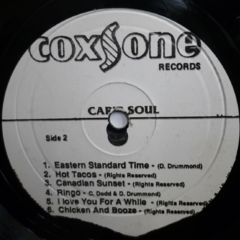 coxsone
RECORDS
CARIB SOUL
Side 2
1. Eastern Standard Time - (D. Drummond)
2. Hot Tacos - (Rights Reserved)
3. Canadian Sunset - (Rights Reserved)
4. Ringo - C. Dodd & D. Drummond)
5. I Love You For A While - (Rights Reserved)
6. Chicken And Booze - (Rights Reserved)